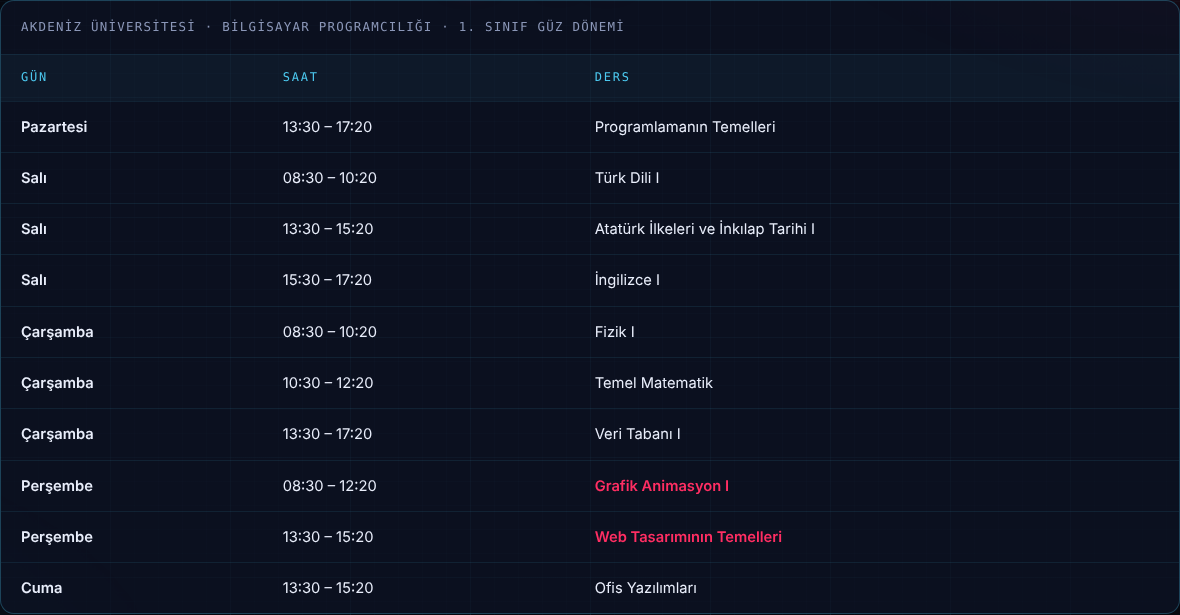 AKDENİZ ÜNİVERSİTESİ · BİLGİSAYAR PROGRAMCILIĞI · 1. SINIF GÜZ DÖNEMİ
GÜN SAAT DERS
Pazartesi 13:30 – 17:20 Programlamanın Temelleri
Salı 08:30 – 10:20 Türk Dili I
Salı 13:30 – 15:20 Atatürk İlkeleri ve İnkılap Tarihi I
Salı 15:30 – 17:20 İngilizce I
Çarşamba 08:30 – 10:20 Fizik I
Çarşamba 10:30 – 12:20 Temel Matematik
Çarşamba 13:30 – 17:20 Veri Tabanı I
Perşembe 08:30 – 12:20 Grafik Animasyon I
Perşembe 13:30 – 15:20 Web Tasarımının Temelleri
Cuma 13:30 – 15:20 Ofis Yazılımları